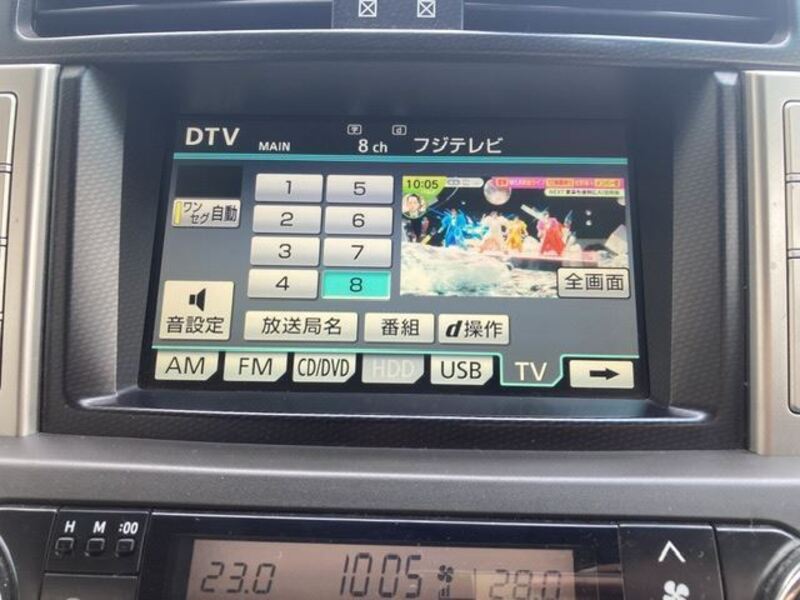 DTV MAIN 字 d 8 ch フジテレビ
1 5
10:05
ワンセグ 自動
2 6
3 7
4 8
全画面
音設定 放送局名 番組 d操作
AM FM CD/DVD HDD USB TV
H M :00
23.0 10:05 28.0